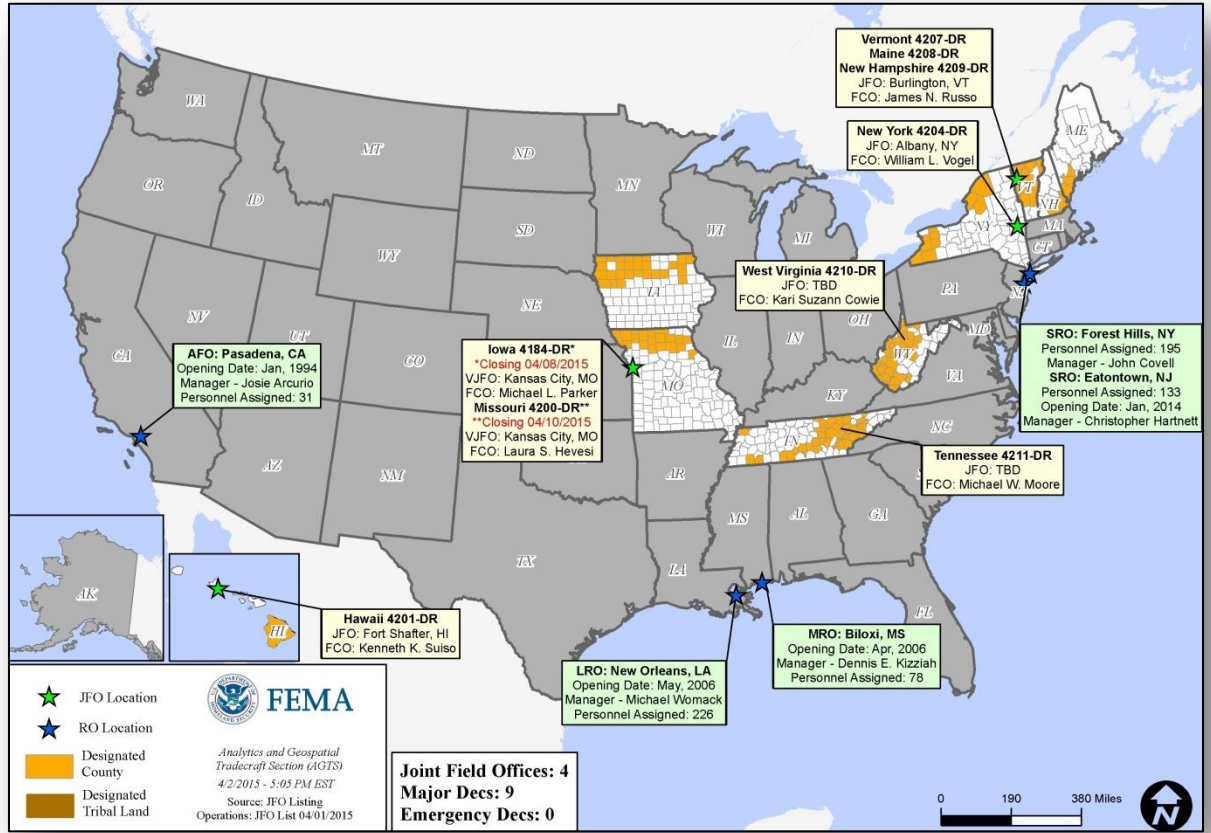 Vermont 4207-DR
Maine 4208-DR
New Hampshire 4209-DR
JFO: Burlington, VT
FCO: James N. Russo
New York 4204-DR
JFO: Albany, NY
FCO: William L. Vogel
West Virginia 4210-DR
JFO: TBD
FCO: Kari Suzann Cowie
AFO: Pasadena, CA
Opening Date: Jan, 1994
Manager - Josie Arcurio
Personnel Assigned: 31
Iowa 4184-DR*
*Closing 04/08/2015
VJFO: Kansas City, MO
FCO: Michael L. Parker
Missouri 4200-DR**
**Closing 04/10/2015
VJFO: Kansas City, MO
FCO: Laura S. Hevesi
SRO: Forest Hills, NY
Personnel Assigned: 195
Manager - John Covell
SRO: Eatontown, NJ
Personnel Assigned: 133
Opening Date: Jan, 2014
Manager - Christopher Hartnett
Tennessee 4211-DR
JFO: TBD
FCO: Michael W. Moore
Hawaii 4201-DR
JFO: Fort Shafter, HI
FCO: Kenneth K. Suiso
LRO: New Orleans, LA
Opening Date: May, 2006
Manager - Michael Womack
Personnel Assigned: 226
MRO: Biloxi, MS
Opening Date: Apr, 2006
Manager - Dennis E. Kizziah
Personnel Assigned: 78
WA
MT
ND
MN
OR
ID
SD
WI
MI
WY
NE
IA
NV
UT
CO
CA
AZ
NM
TX
AR
LA
MS
AL
GA
FL
MO
IL
IN
OH
KY
TN
WV
VA
NC
PA
MD
NJ
NY
CT
MA
VT
NH
ME
AK
HI
JFO Location
RO Location
Designated
County
Designated
Tribal Land
FEMA
Analytics and Geospatial
Tradecraft Section (AGTS)
4/2/2015 - 5:05 PM EST
Source: JFO Listing
Operations: JFO List 04/01/2015
Joint Field Offices: 4
Major Decs: 9
Emergency Decs: 0
0 190 380 Miles
N